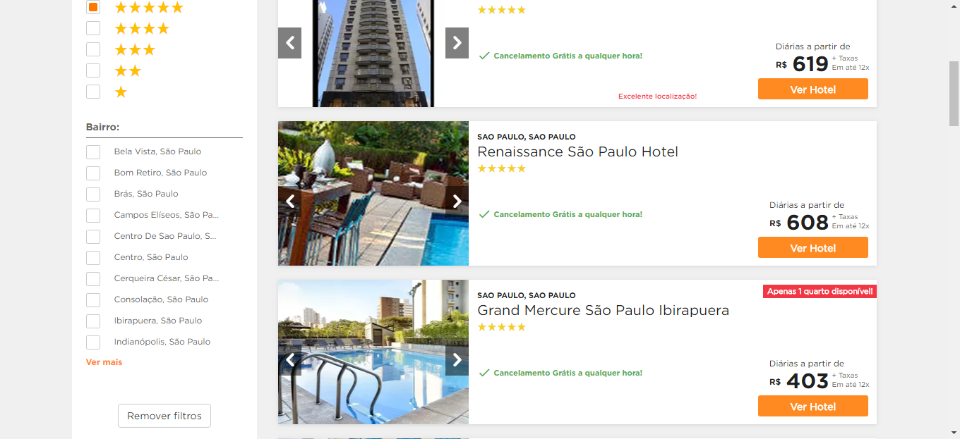 Bairro:
Bela Vista, São Paulo
Bom Retiro, São Paulo
Brás, São Paulo
Campos Elíseos, São Pa...
Centro De Sao Paulo, S...
Centro, São Paulo
Cerqueira César, São Pa...
Consolação, São Paulo
Ibirapuera, São Paulo
Indianópolis, São Paulo
Ver mais
Remover filtros
Cancelamento Grátis a qualquer hora!
Excelente localização!
Diárias a partir de
R$ 619 + Taxas
Em até 12x
Ver Hotel
SAO PAULO, SAO PAULO
Renaissance São Paulo Hotel
Cancelamento Grátis a qualquer hora!
Diárias a partir de
R$ 608 + Taxas
Em até 12x
Ver Hotel
Apenas 1 quarto disponível!
SAO PAULO, SAO PAULO
Grand Mercure São Paulo Ibirapuera
Cancelamento Grátis a qualquer hora!
Diárias a partir de
R$ 403 + Taxas
Em até 12x
Ver Hotel